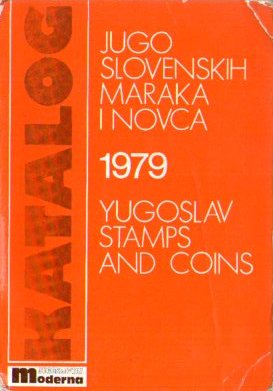 KATALOG
JUGO
SLOVENSKIH
MARAKA
I NOVCA
1979
YUGOSLAV
STAMPS
AND COINS
moderna